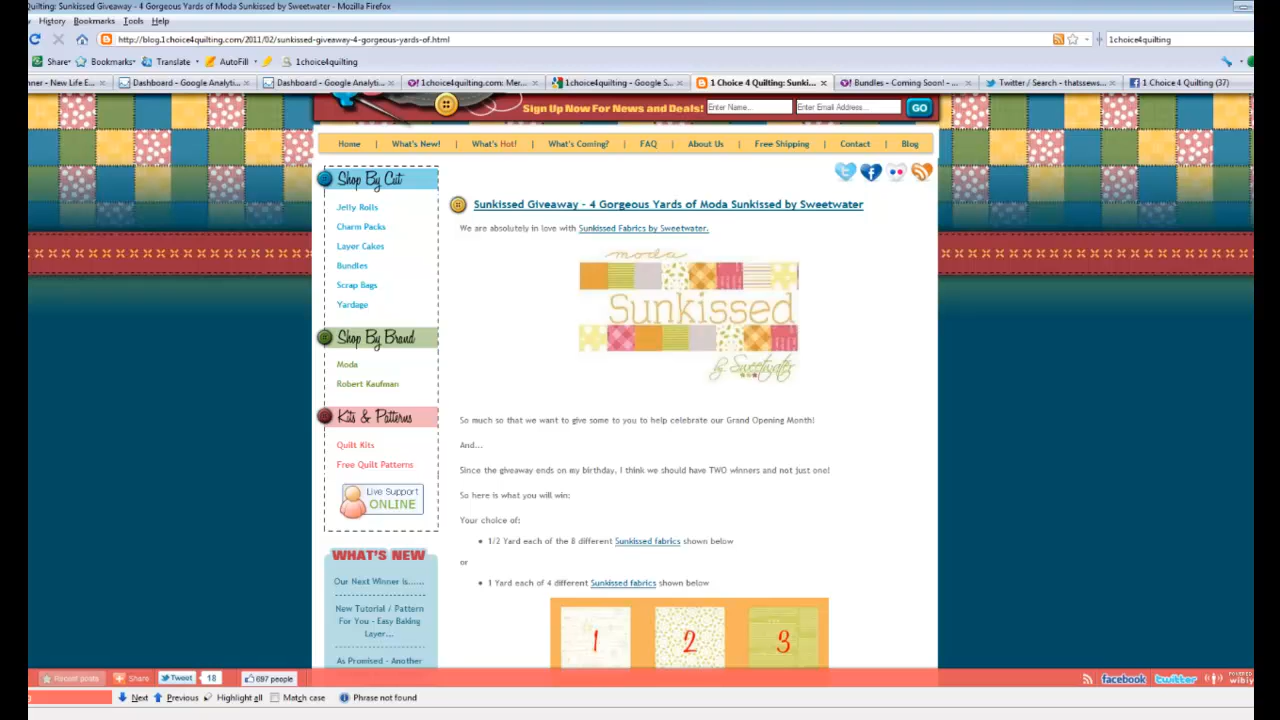 Quilting: Sunkissed Giveaway - 4 Gorgeous Yards of Moda Sunkissed by Sweetwater - Mozilla Firefox
History Bookmarks Tools Help
http://blog.1choice4quilting.com/2011/02/sunkissed-giveaway-4-gorgeous-yards-of.html
1choice4quilting
Share Bookmarks Translate AutoFill 1choice4quilting
nner - New Life E...
Dashboard - Google Analyti...
Dashboard - Google Analyti...
1choice4quilting.com: Mer...
1choice4quilting - Google S...
1 Choice 4 Quilting: Sunki...
Bundles - Coming Soon! - ...
Twitter / Search - thatssews...
1 Choice 4 Quilting (37)
Sign Up Now For News and Deals! Enter Name... Enter Email Address... GO
Home | What's New! | What's Hot! | What's Coming? | FAQ | About Us | Free Shipping | Contact | Blog
Shop By Cut
Jelly Rolls
Charm Packs
Layer Cakes
Bundles
Scrap Bags
Yardage
Shop By Brand
Moda
Robert Kaufman
Kits & Patterns
Quilt Kits
Free Quilt Patterns
Live Support
ONLINE
WHAT'S NEW
Our Next Winner is......
New Tutorial / Pattern
For You - Easy Baking
Layer...
As Promised - Another
Sunkissed Giveaway - 4 Gorgeous Yards of Moda Sunkissed by Sweetwater
We are absolutely in love with Sunkissed Fabrics by Sweetwater.
moda
Sunkissed
by Sweetwater
So much so that we want to give some to you to help celebrate our Grand Opening Month!
And...
Since the giveaway ends on my birthday, I think we should have TWO winners and not just one!
So here is what you will win:
Your choice of:
• 1/2 Yard each of the 8 different Sunkissed fabrics shown below
or
• 1 Yard each of 4 different Sunkissed fabrics shown below
1 2 3
Recent posts Share Tweet 18 697 people
facebook twitter
Next Previous Highlight all Match case Phrase not found